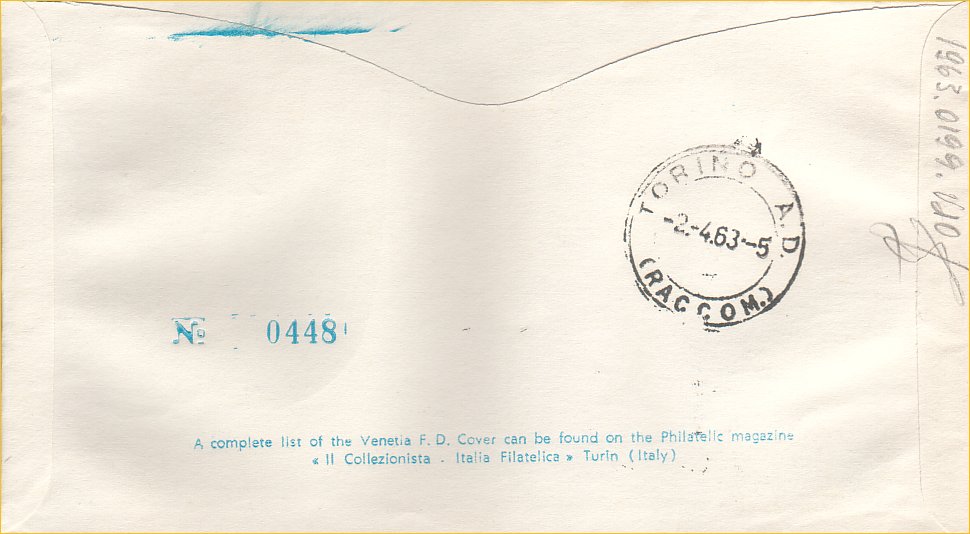 1963.0199.
TORINO A.D.
-2.-4.63.-5
(RACCOM.)
No 0448
A complete list of the Venetia F. D. Cover can be found on the Philatelic magazine
« Il Collezionista - Italia Filatelica » Turin (Italy)